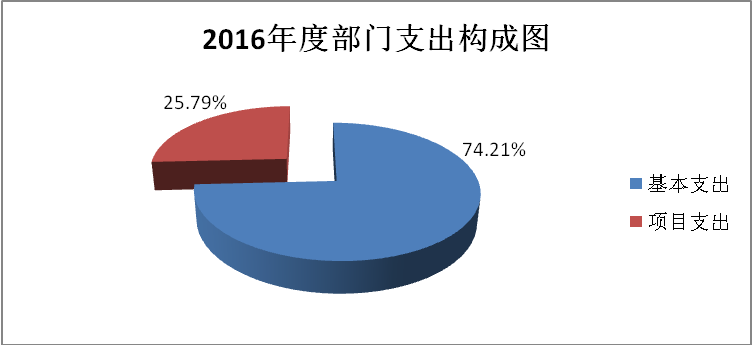 2016年度部门支出构成图
25.79%
74.21%
基本支出
项目支出